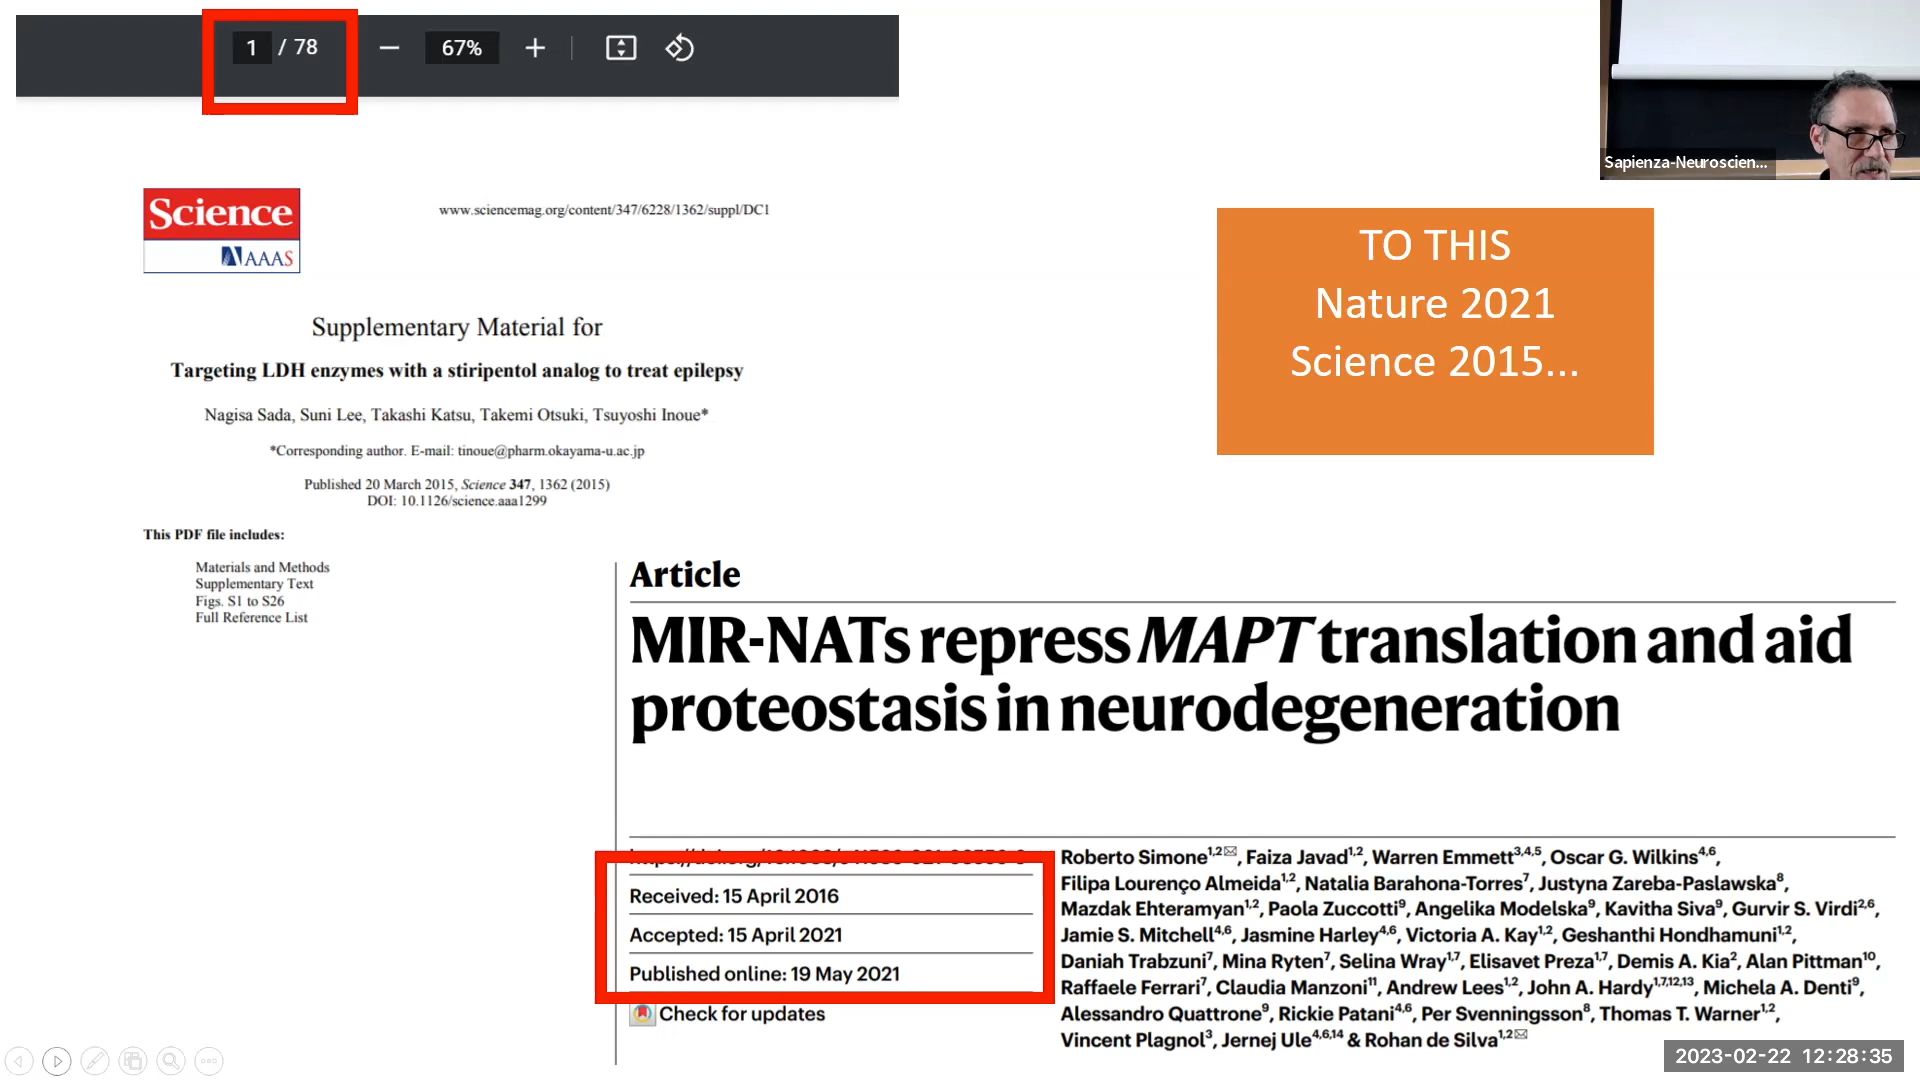 1 / 78
67%
Sapienza-Neuroscien...
Science
AAAS
www.sciencemag.org/content/347/6228/1362/suppl/DC1
TO THIS
Nature 2021
Science 2015...
Supplementary Material for
Targeting LDH enzymes with a stiripentol analog to treat epilepsy
Nagisa Sada, Suni Lee, Takashi Katsu, Takemi Otsuki, Tsuyoshi Inoue*
*Corresponding author. E-mail: tinoue@pharm.okayama-u.ac.jp
Published 20 March 2015, Science 347, 1362 (2015)
DOI: 10.1126/science.aaa1299
This PDF file includes:
Materials and Methods
Supplementary Text
Figs. S1 to S26
Full Reference List
Article
MIR-NATs repress MAPT translation and aid
proteostasis in neurodegeneration
Received: 15 April 2016
Accepted: 15 April 2021
Published online: 19 May 2021
Check for updates
Roberto Simone1,2✉, Faiza Javad1,2, Warren Emmett3,4,5, Oscar G. Wilkins4,6,
Filipa Lourenço Almeida1,2, Natalia Barahona-Torres7, Justyna Zareba-Paslawska8,
Mazdak Ehteramyan1,2, Paola Zuccotti9, Angelika Modelska9, Kavitha Siva9, Gurvir S. Virdi2,6,
Jamie S. Mitchell4,6, Jasmine Harley4,6, Victoria A. Kay1,2, Geshanthi Hondhamuni1,2,
Daniah Trabzuni7, Mina Ryten7, Selina Wray1,7, Elisavet Preza1,7, Demis A. Kia2, Alan Pittman10,
Raffaele Ferrari7, Claudia Manzoni11, Andrew Lees1,2, John A. Hardy1,7,12,13, Michela A. Denti9,
Alessandro Quattrone9, Rickie Patani4,6, Per Svenningsson8, Thomas T. Warner1,2,
Vincent Plagnol3, Jernej Ule4,6,14 & Rohan de Silva1,2✉
2023-02-22 12:28:35